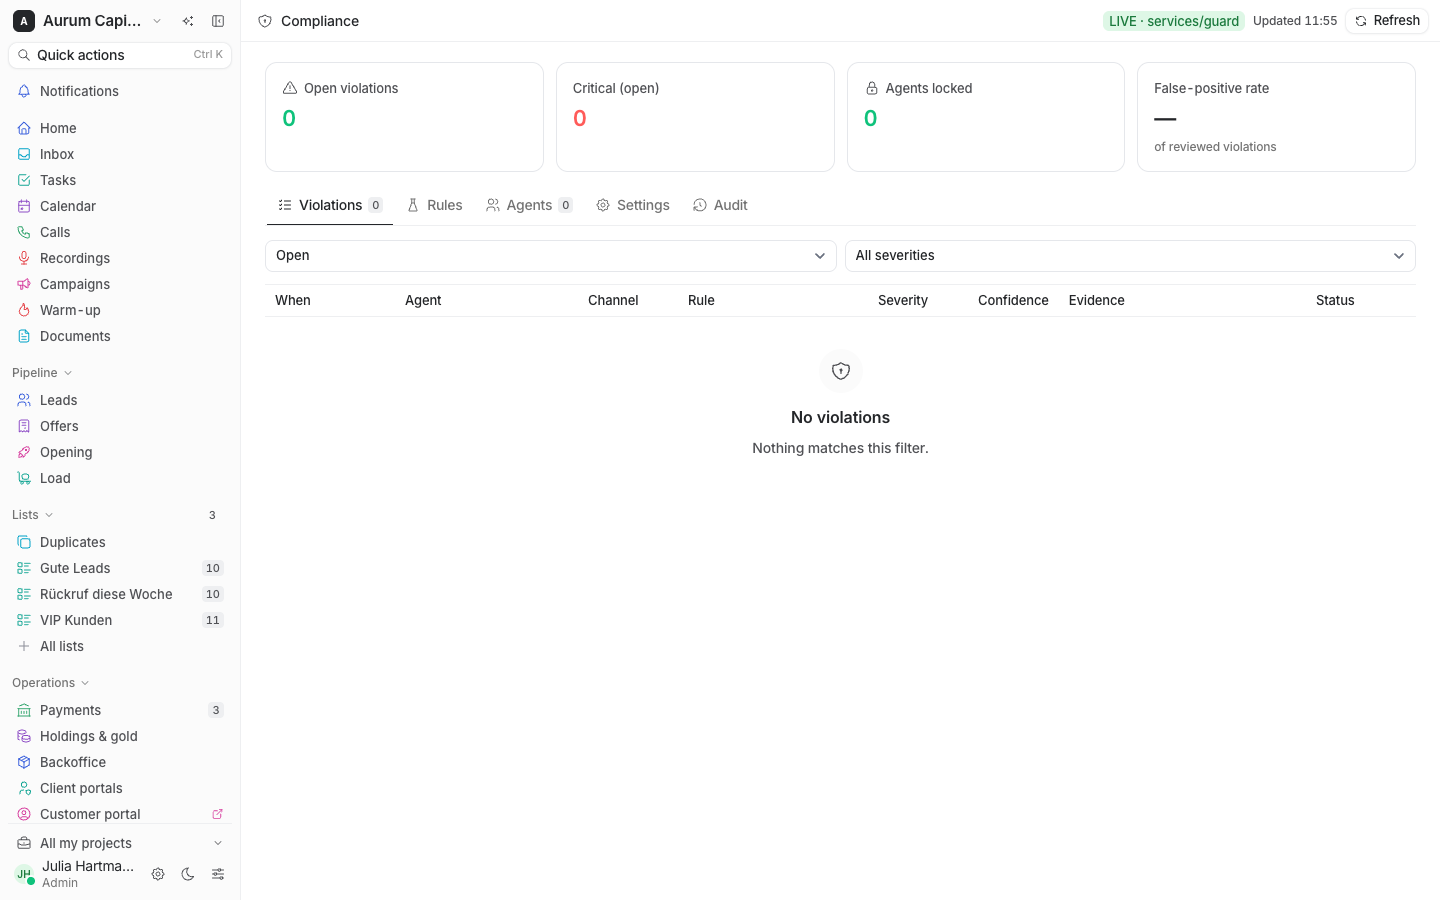 A Aurum Capi...
Quick actions Ctrl K
Notifications
Home
Inbox
Tasks
Calendar
Calls
Recordings
Campaigns
Warm-up
Documents
Pipeline
Leads
Offers
Opening
Load
Lists 3
Duplicates
Gute Leads 10
Rückruf diese Woche 10
VIP Kunden 11
All lists
Operations
Payments 3
Holdings & gold
Backoffice
Client portals
Customer portal
All my projects
JH Julia Hartma...
Admin
Compliance
LIVE · services/guard Updated 11:55 Refresh
Open violations
0
Critical (open)
0
Agents locked
0
False-positive rate
—
of reviewed violations
Violations 0 Rules Agents 0 Settings Audit
Open All severities
When Agent Channel Rule Severity Confidence Evidence Status
No violations
Nothing matches this filter.